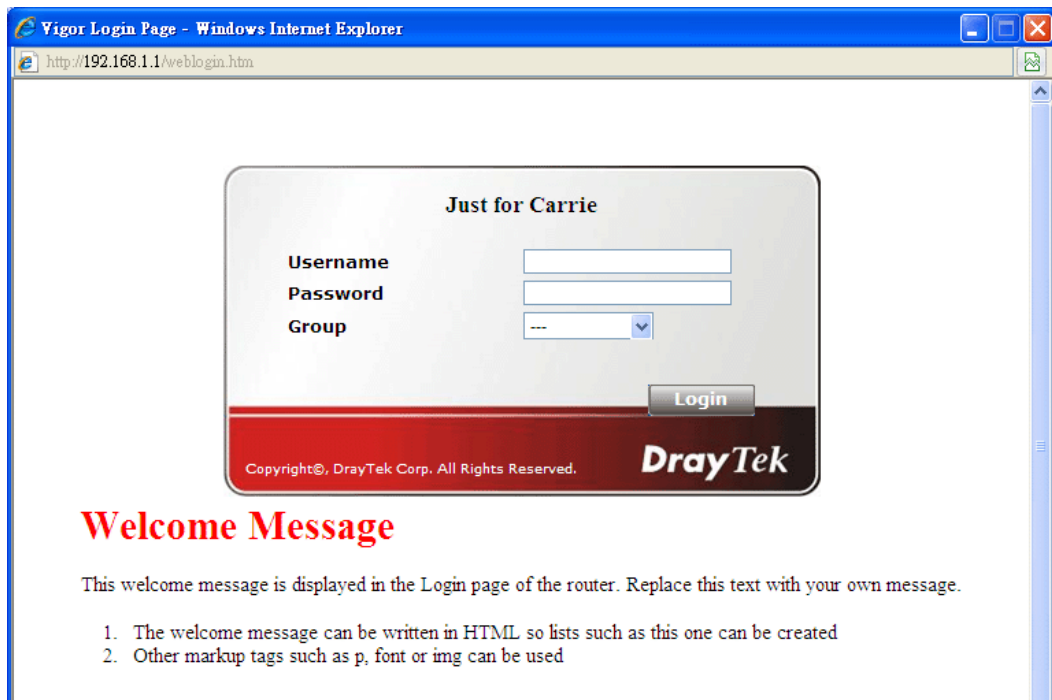 Vigor Login Page - Windows Internet Explorer
http://192.168.1.1/weblogin.htm
Just for Carrie
Username
Password
Group
---
Login
Copyright©, DrayTek Corp. All Rights Reserved.
DrayTek
Welcome Message
This welcome message is displayed in the Login page of the router. Replace this text with your own message.
1. The welcome message can be written in HTML so lists such as this one can be created
2. Other markup tags such as p, font or img can be used